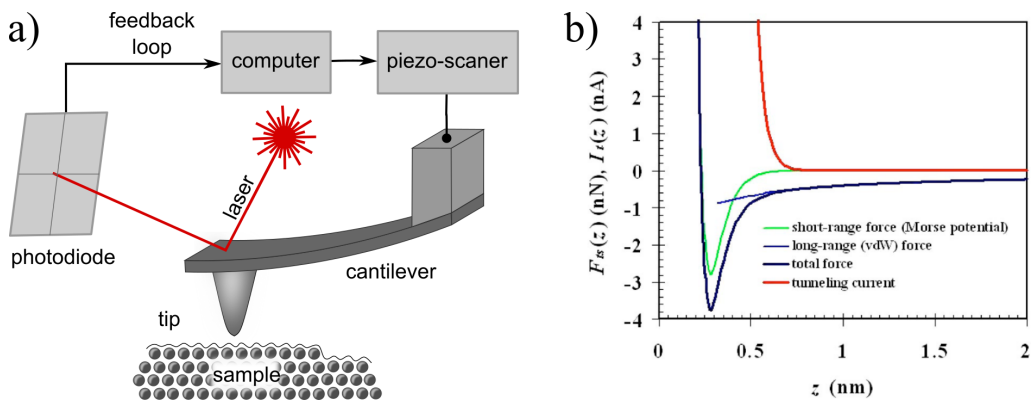 a)
feedback
loop
computer
piezo-scaner
laser
photodiode
cantilever
tip
sample
b)
F_ts(z) (nN), I_t(z) (nA)
4
3
2
1
0
-1
-2
-3
-4
short-range force (Morse potential)
long-range (vdW) force
total force
tunneling current
0
0.5
1
1.5
2
z (nm)